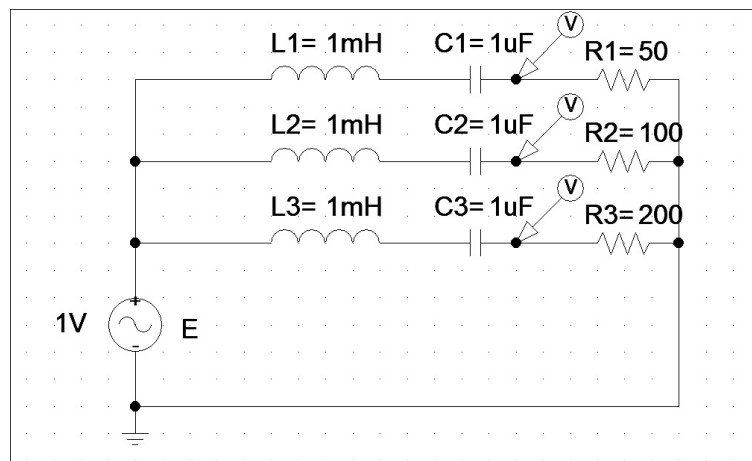 L1= 1mH C1= 1uF V
R1= 50
L2= 1mH C2= 1uF V
R2= 100
L3= 1mH C3= 1uF V
R3= 200
+
1V E
-